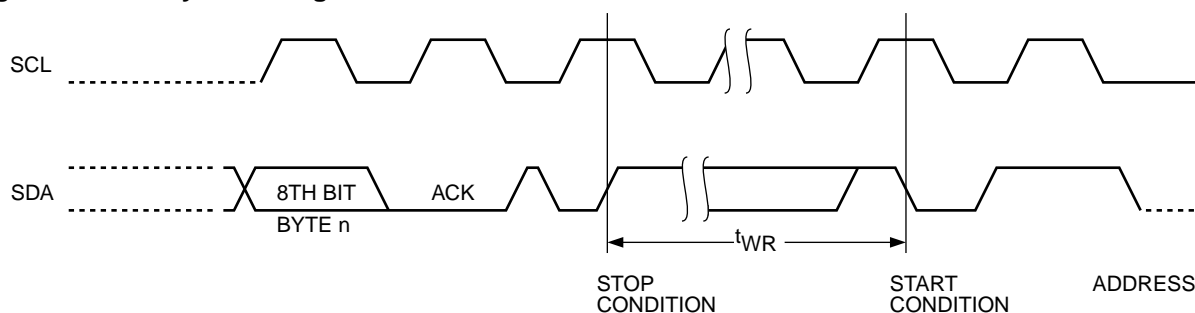 SCL
SDA
8TH BIT
ACK
BYTE n
tWR
STOP
CONDITION
START
CONDITION
ADDRESS